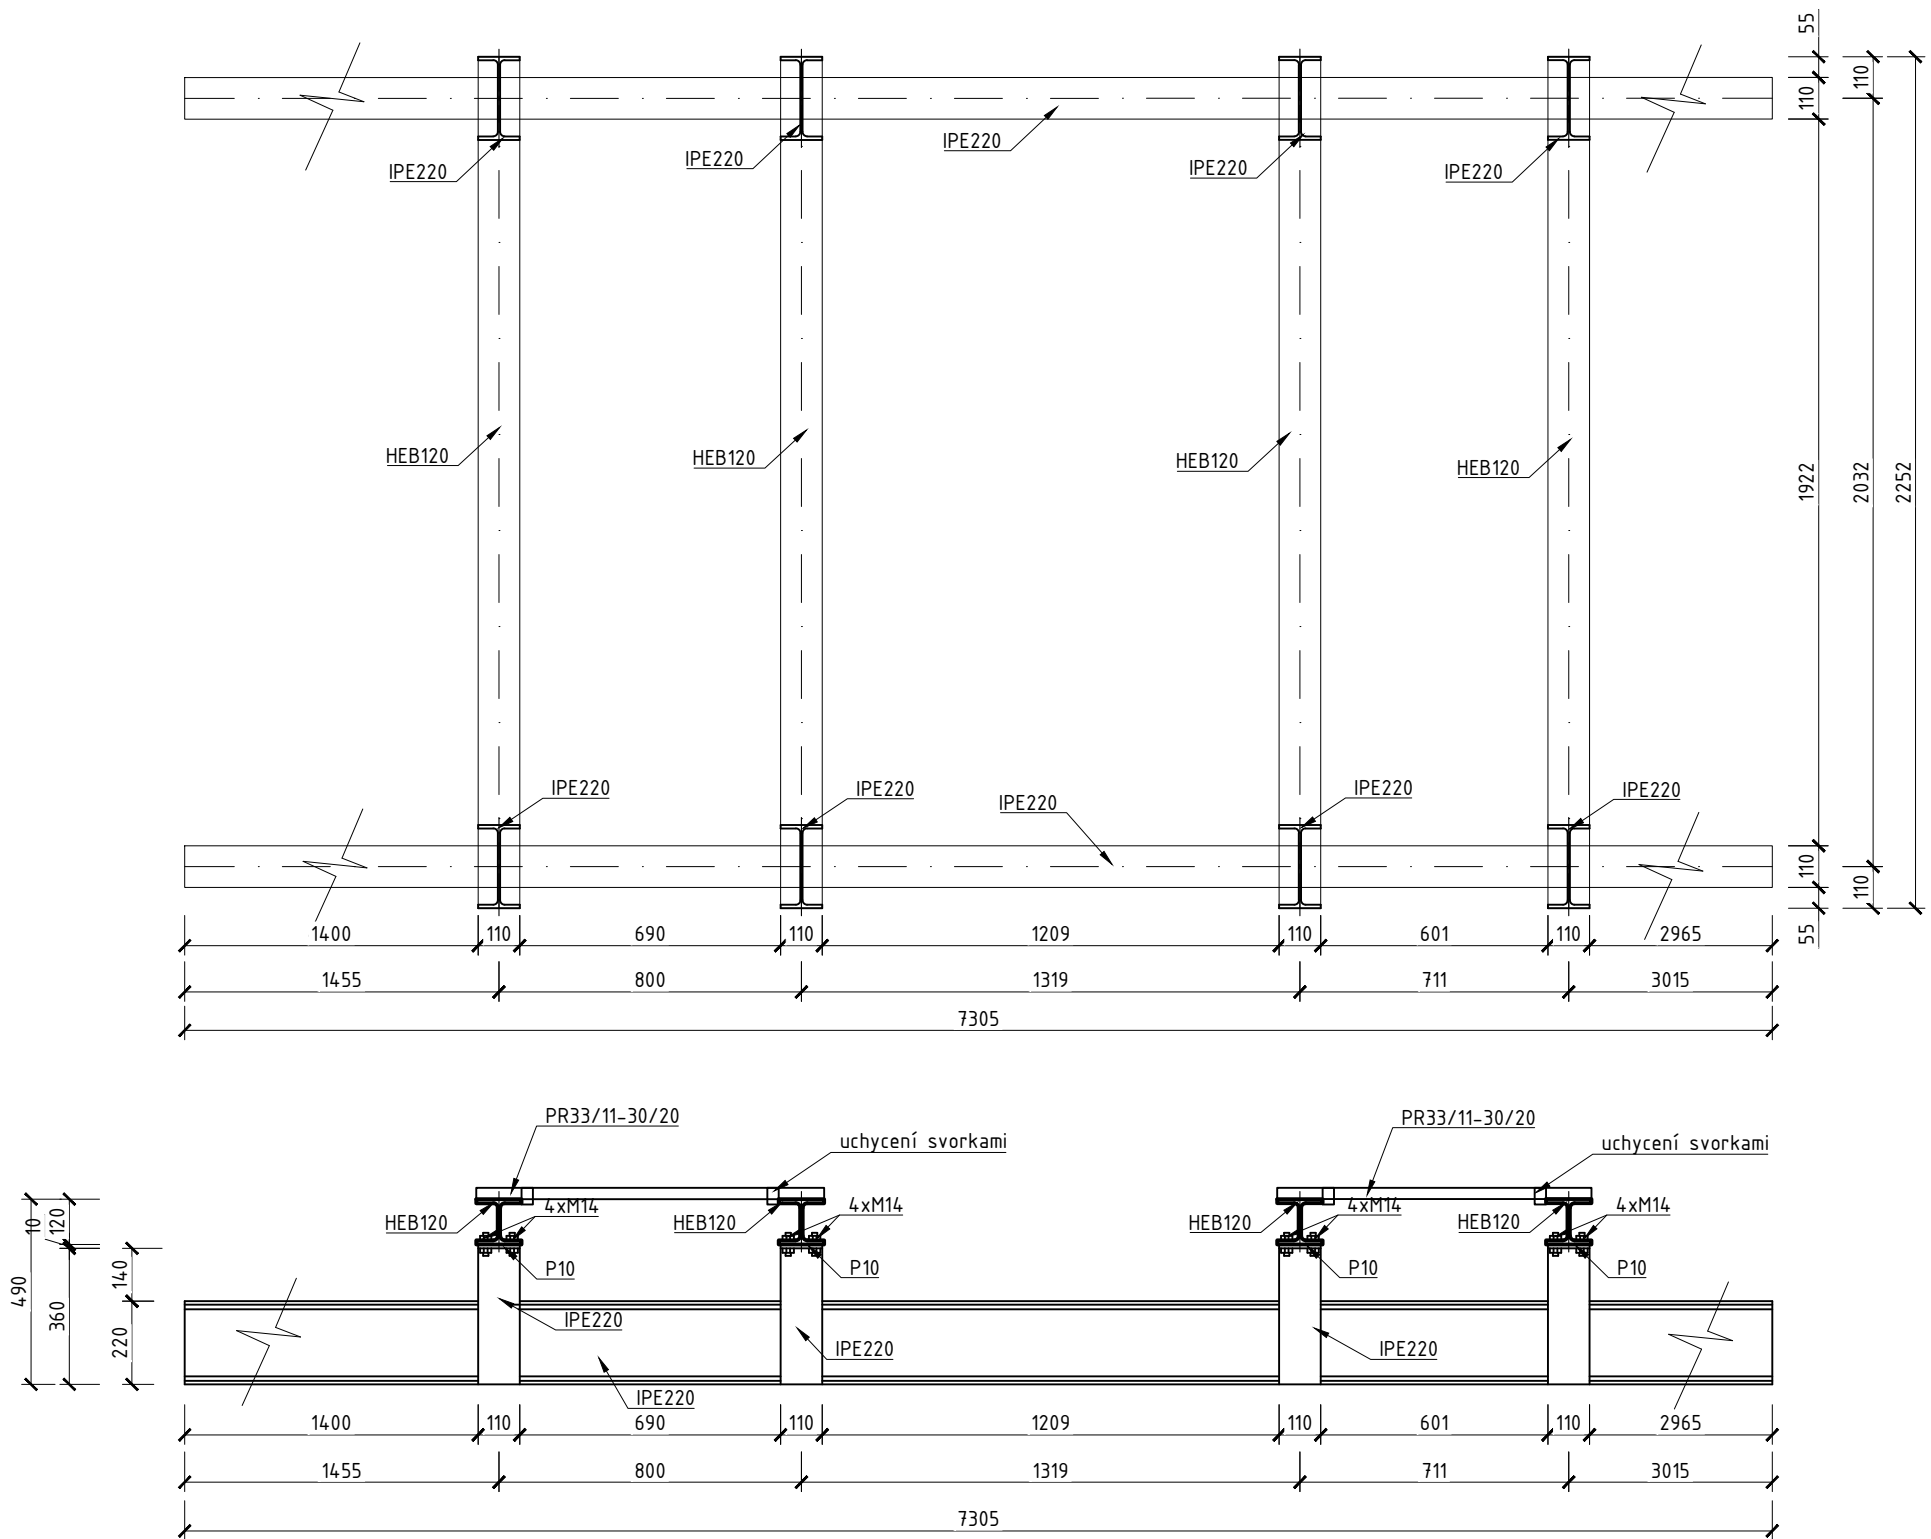 55
110
110
IPE220
IPE220
IPE220
IPE220
IPE220
HEB120
HEB120
HEB120
HEB120
1922
2032
2252
IPE220
IPE220
IPE220
IPE220
IPE220
110
110
55
1400
110
690
110
1209
110
601
110
2965
1455
800
1319
711
3015
7305
PR33/11-30/20
uchycení svorkami
PR33/11-30/20
uchycení svorkami
HEB120
4xM14
HEB120
4xM14
HEB120
4xM14
HEB120
4xM14
P10
P10
P10
P10
10
120
490
140
360
220
IPE220
IPE220
IPE220
IPE220
1400
110
690
110
1209
110
601
110
2965
1455
800
1319
711
3015
7305